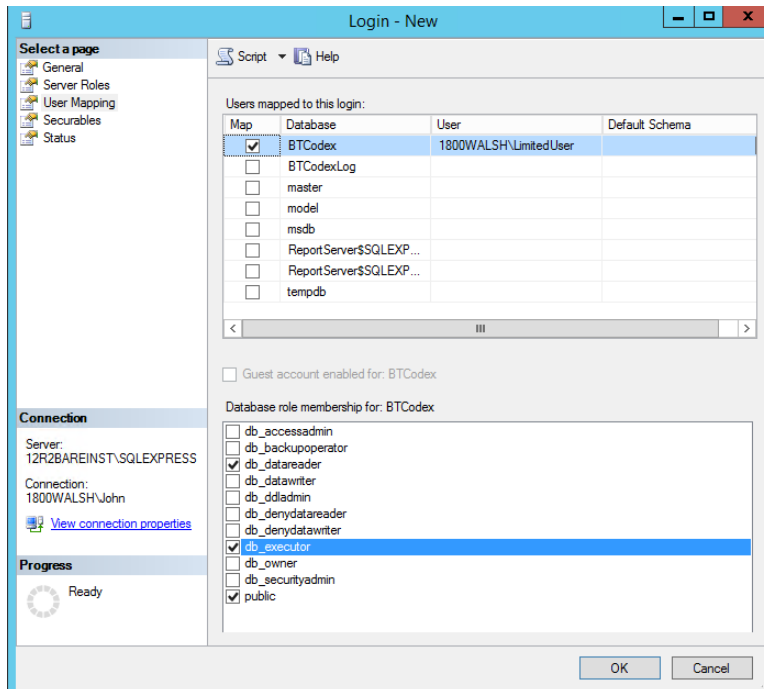 Login - New
Select a page
General
Server Roles
User Mapping
Securables
Status
Script Help
Users mapped to this login:
Map Database User Default Schema
BTCodex 1800WALSH\LimitedUser
BTCodexLog
master
model
msdb
ReportServer$SQLEXP...
ReportServer$SQLEXP...
tempdb
Guest account enabled for: BTCodex
Database role membership for: BTCodex
db_accessadmin
db_backupoperator
db_datareader
db_datawriter
db_ddladmin
db_denydatareader
db_denydatawriter
db_executor
db_owner
db_securityadmin
public
Connection
Server:
12R2BAREINST\SQLEXPRESS
Connection:
1800WALSH\John
View connection properties
Progress
Ready
OK Cancel